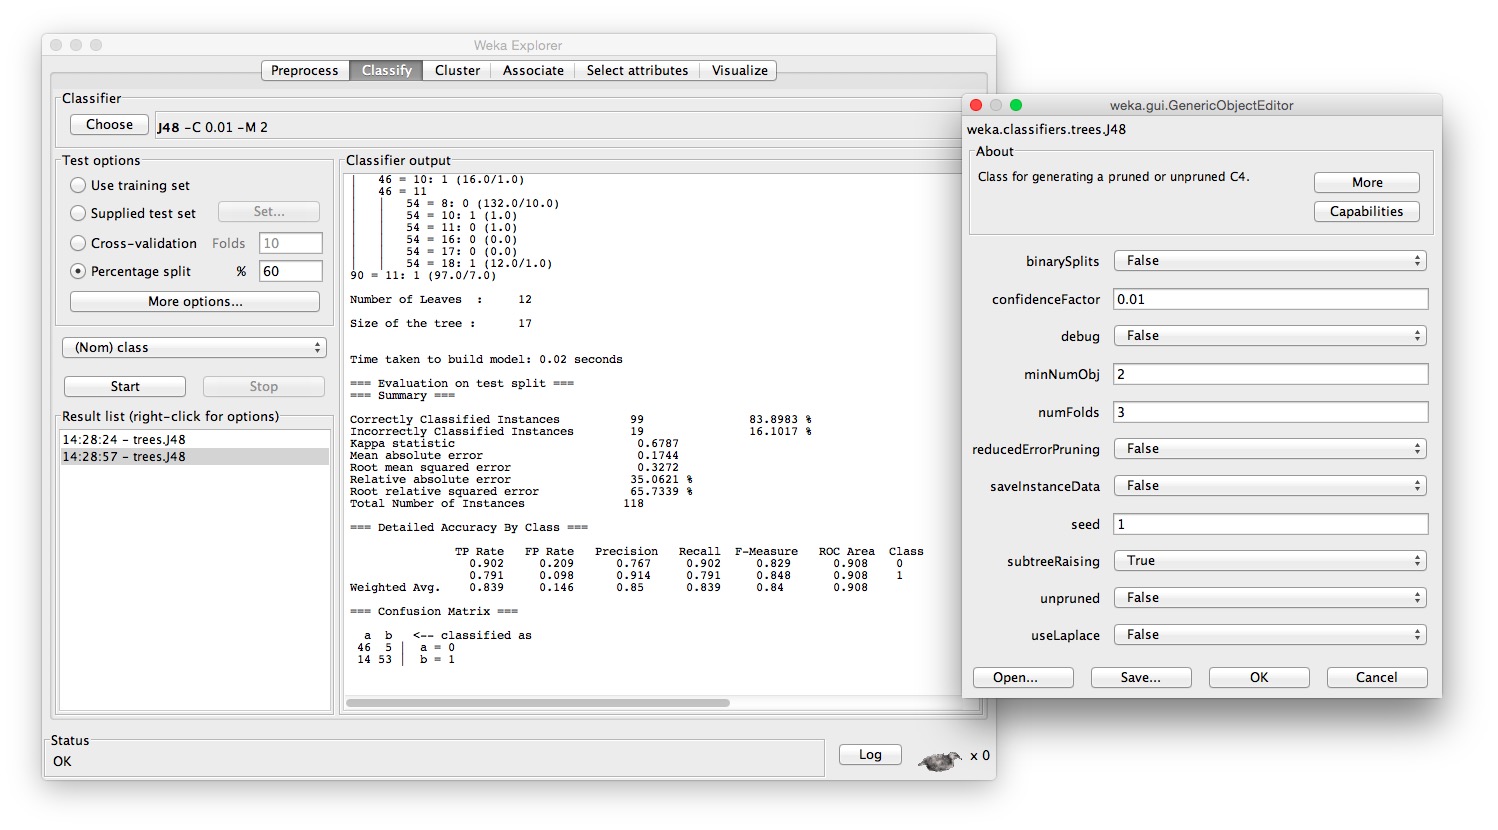 Weka Explorer
Preprocess Classify Cluster Associate Select attributes Visualize
Classifier
Choose J48 -C 0.01 -M 2
Test options
Use training set
Supplied test set Set...
Cross-validation Folds 10
Percentage split % 60
More options...
(Nom) class
Start Stop
Result list (right-click for options)
14:28:24 - trees.J48
14:28:57 - trees.J48
Classifier output
|   46 = 10: 1 (16.0/1.0)
|   46 = 11
|   |   54 = 8: 0 (132.0/10.0)
|   |   54 = 10: 1 (1.0)
|   |   54 = 11: 0 (1.0)
|   |   54 = 16: 0 (0.0)
|   |   54 = 17: 0 (0.0)
|   |   54 = 18: 1 (12.0/1.0)
90 = 11: 1 (97.0/7.0)
Number of Leaves  :     12
Size of the tree :      17
Time taken to build model: 0.02 seconds
=== Evaluation on test split ===
=== Summary ===
Correctly Classified Instances          99               83.8983 %
Incorrectly Classified Instances        19               16.1017 %
Kappa statistic                          0.6787
Mean absolute error                      0.1744
Root mean squared error                  0.3272
Relative absolute error                 35.0621 %
Root relative squared error             65.7339 %
Total Number of Instances              118
=== Detailed Accuracy By Class ===
TP Rate   FP Rate   Precision   Recall  F-Measure   ROC Area  Class
0.902     0.209      0.767     0.902     0.829      0.908    0
0.791     0.098      0.914     0.791     0.848      0.908    1
Weighted Avg.    0.839     0.146      0.85      0.839     0.84       0.908
=== Confusion Matrix ===
a  b   <-- classified as
46  5 |  a = 0
14 53 |  b = 1
Status
OK
Log
x 0
weka.gui.GenericObjectEditor
weka.classifiers.trees.J48
About
Class for generating a pruned or unpruned C4.
More
Capabilities
binarySplits False
confidenceFactor 0.01
debug False
minNumObj 2
numFolds 3
reducedErrorPruning False
saveInstanceData False
seed 1
subtreeRaising True
unpruned False
useLaplace False
Open... Save... OK Cancel